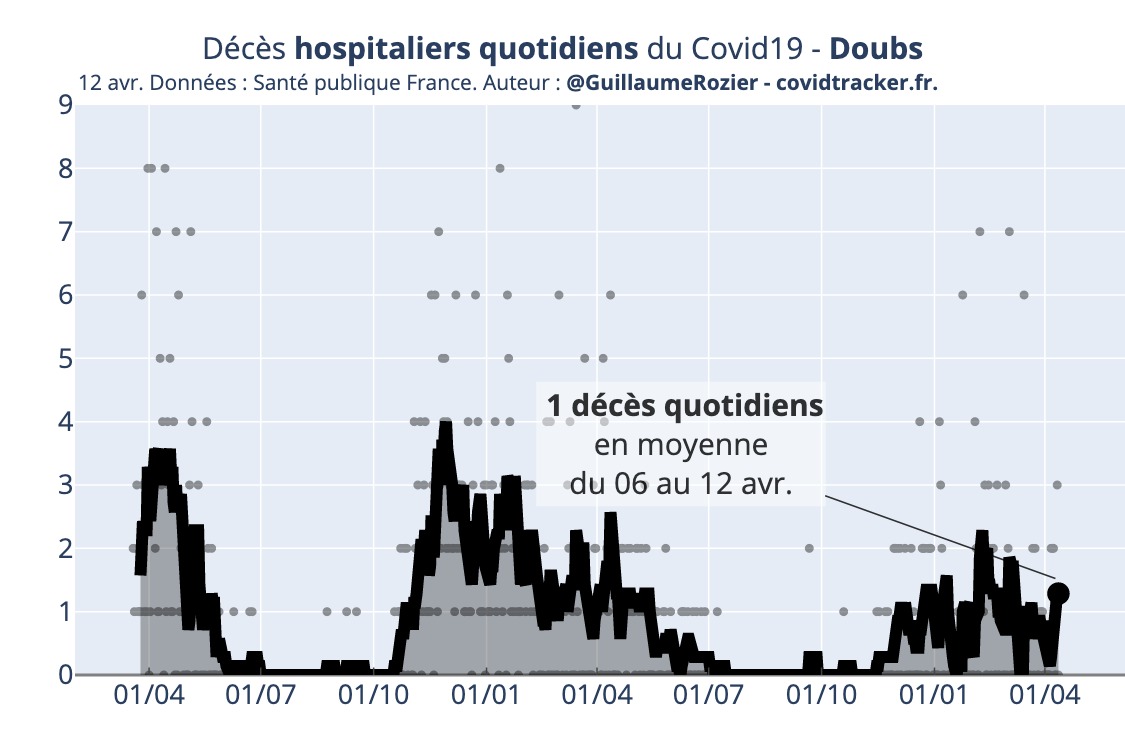 Décès hospitaliers quotidiens du Covid19 - Doubs
12 avr. Données : Santé publique France. Auteur : @GuillaumeRozier - covidtracker.fr.
9
8
7
6
5
4
3
2
1
0
1 décès quotidiens
en moyenne
du 06 au 12 avr.
01/04 01/07 01/10 01/01 01/04 01/07 01/10 01/01 01/04